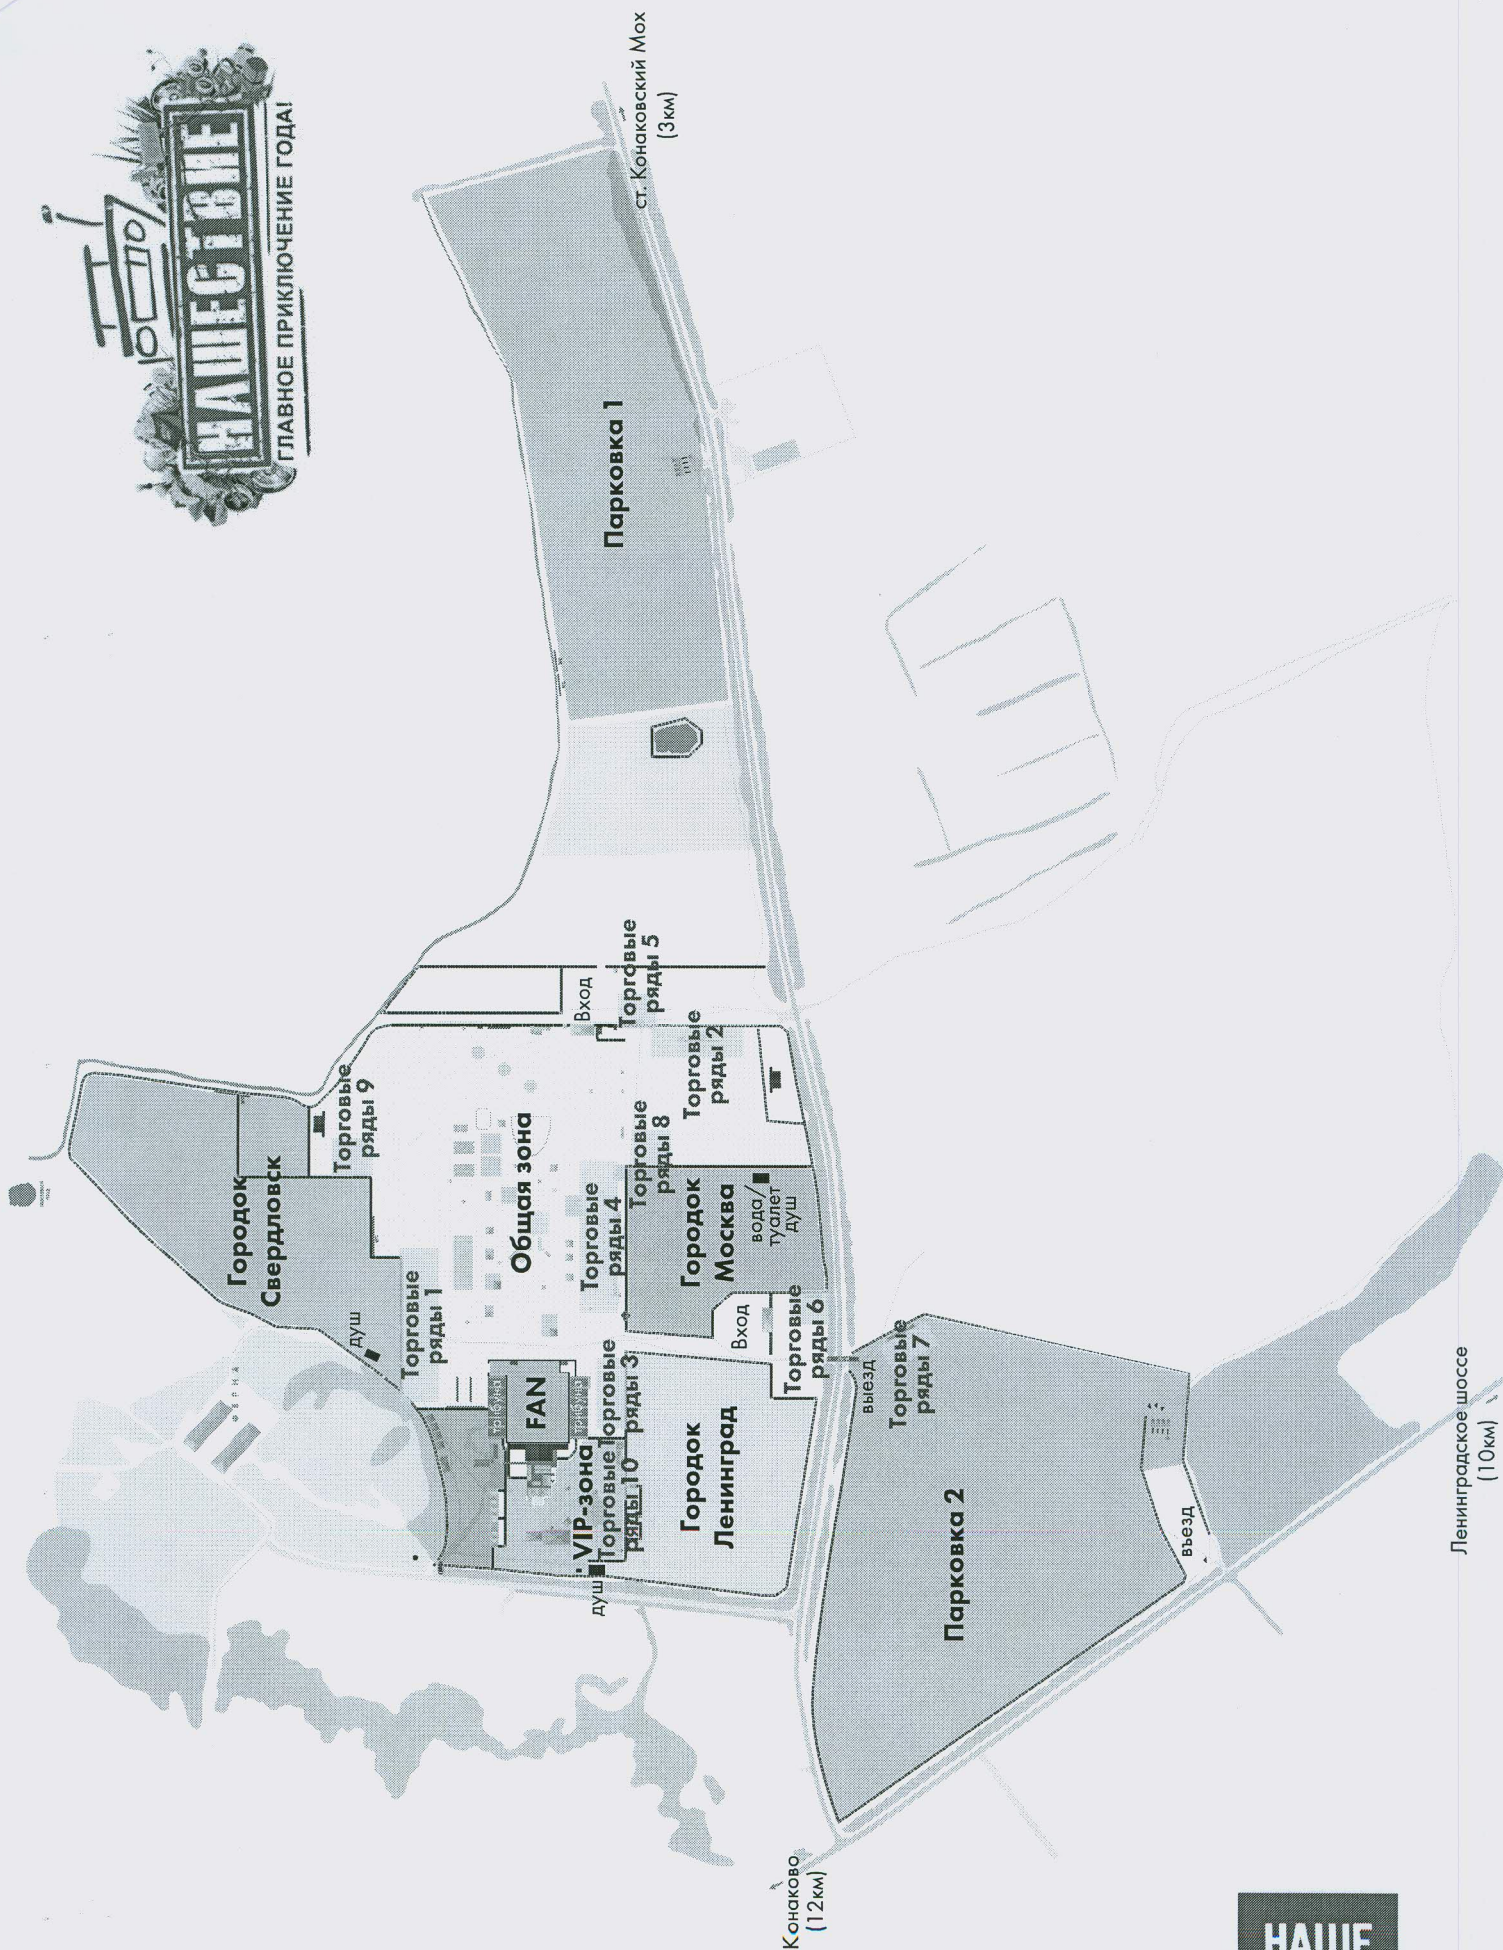 НАШЕСТВИЕ
ГЛАВНОЕ ПРИКЛЮЧЕНИЕ ГОДА!
ст. Конаковский Мох
(3км)
Парковка 1
Городок
Свердловск
Торговые
ряды 9
душ
Торговые
ряды 1
Общая зона
Вход
Торговые
ряды 5
Торговые
ряды 2
Торговые
ряды 8
Торговые
ряды 4
Городок
Москва
вода/
туалет
душ
Вход
Торговые
ряды 6
ФЕРМА
трибуна
FAN
трибуна
Торговые
ряды 3
VIP-зона
Торговые
ряды 10
душ
Городок
Ленинград
выезд
Торговые
ряды 7
Парковка 2
въезд
Ленинградское шоссе
(10км)
Конаково
(12км)
НАШЕ